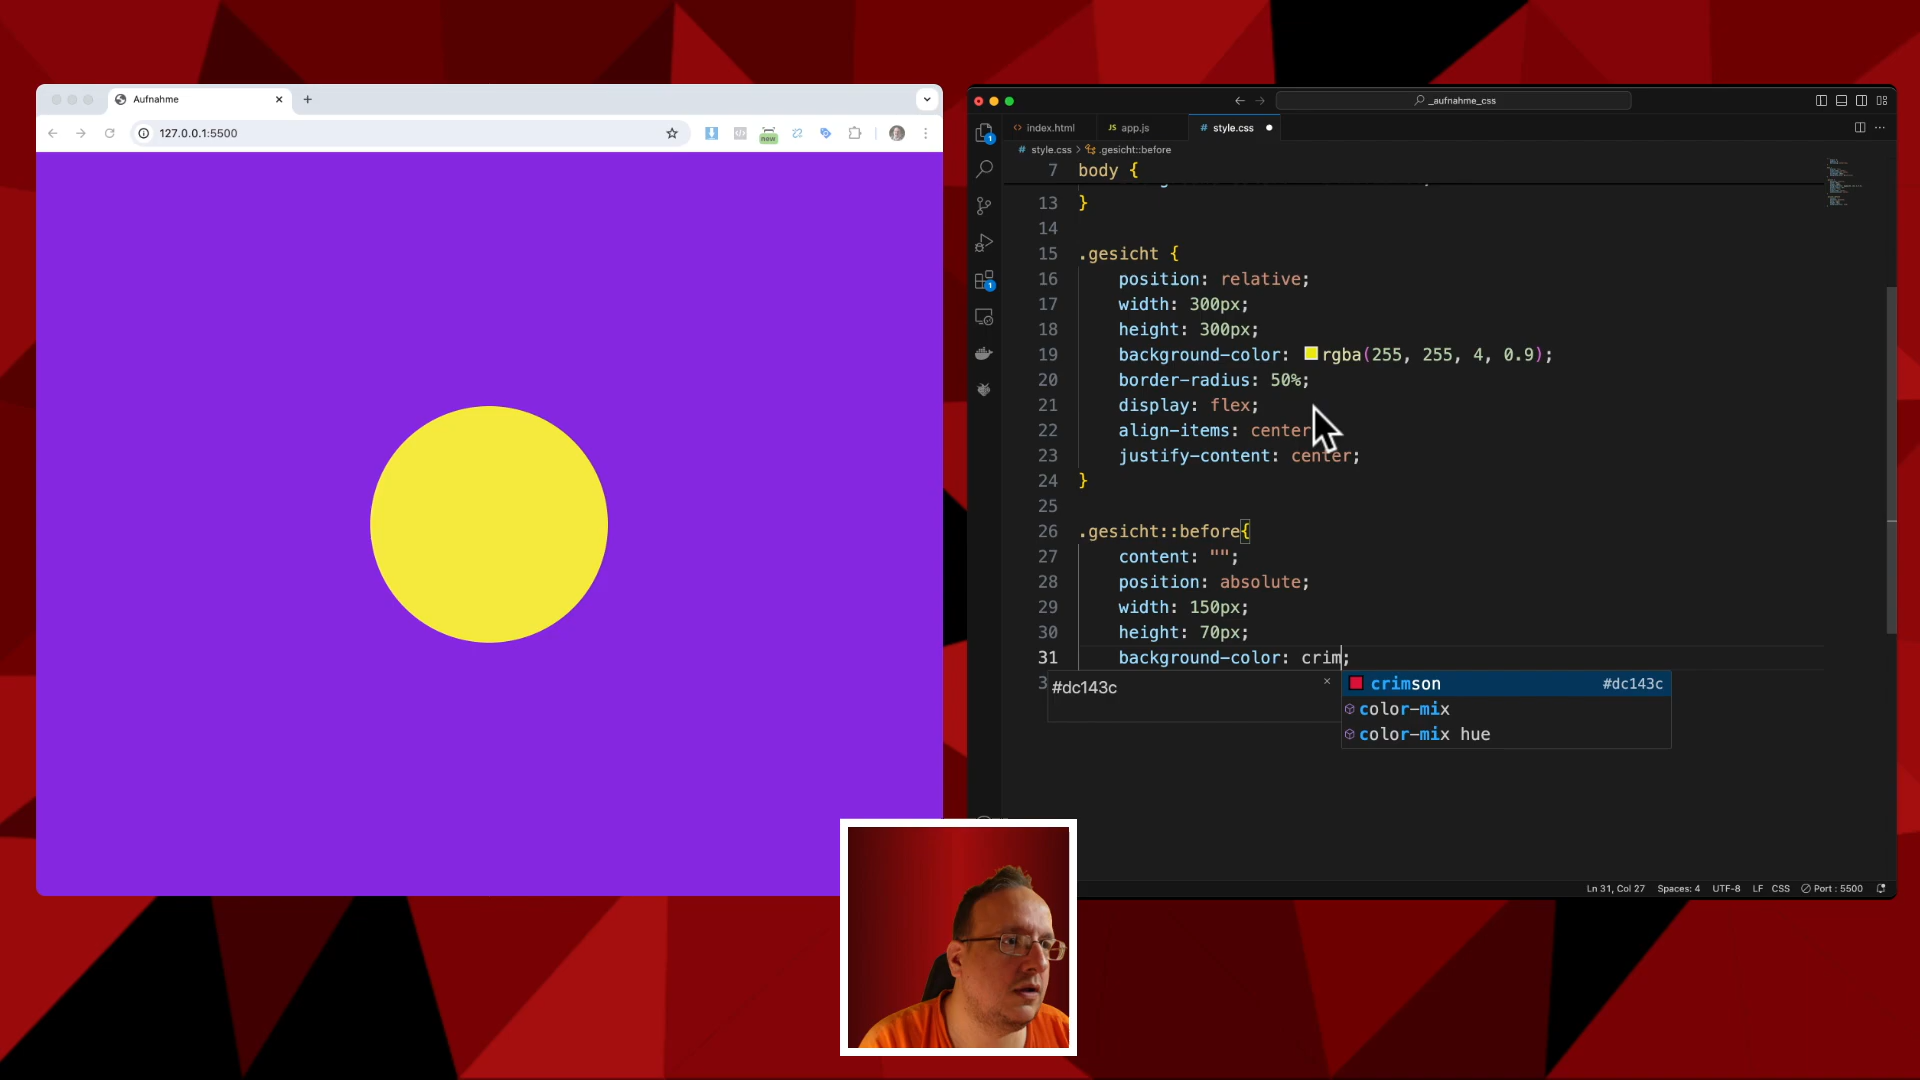 Aufnahme
127.0.0.1:5500
new
_aufnahme_css
index.html
JS app.js
# style.css
# style.css > .gesicht::before
7 body {
13 }
14
15 .gesicht {
16 position: relative;
17 width: 300px;
18 height: 300px;
19 background-color: rgba(255, 255, 4, 0.9);
20 border-radius: 50%;
21 display: flex;
22 align-items: center
23 justify-content: center;
24 }
25
26 .gesicht::before{
27 content: "";
28 position: absolute;
29 width: 150px;
30 height: 70px;
31 background-color: crim;
3
#dc143c
crimson #dc143c
color-mix
color-mix hue
Ln 31, Col 27 Spaces: 4 UTF-8 LF CSS Port : 5500